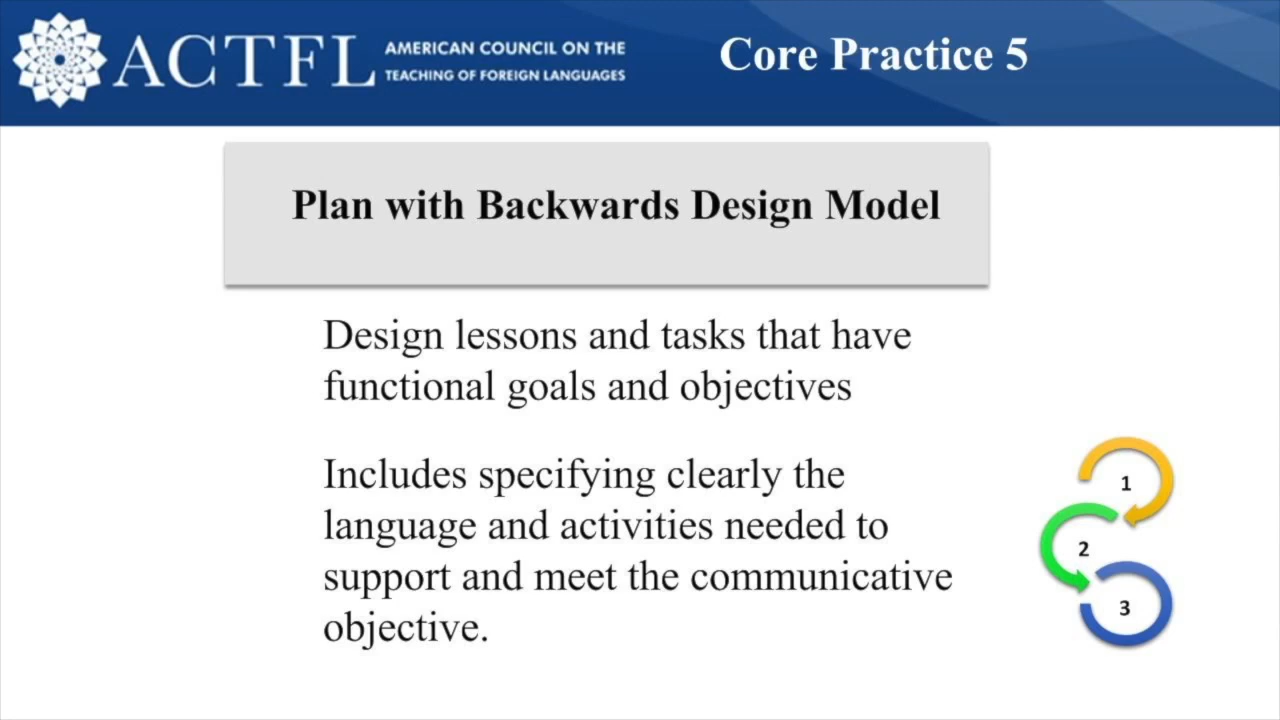 ACTFL
AMERICAN COUNCIL ON THE
TEACHING OF FOREIGN LANGUAGES
Core Practice 5
Plan with Backwards Design Model
Design lessons and tasks that have
functional goals and objectives
Includes specifying clearly the
language and activities needed to
support and meet the communicative
objective.
1
2
3